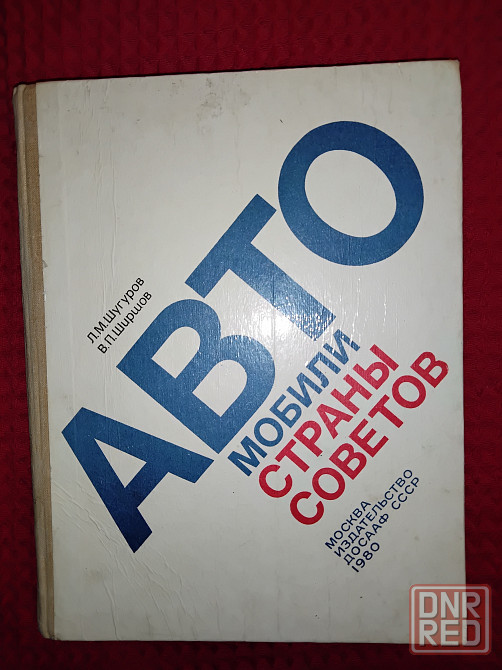 Л.М.Шугуров
В.П.Ширшов
АВТО
МОБИЛИ
СТРАНЫ
СОВЕТОВ
МОСКВА
ИЗДАТЕЛЬСТВО
ДОСААФ СССР
1980
DNR
RED